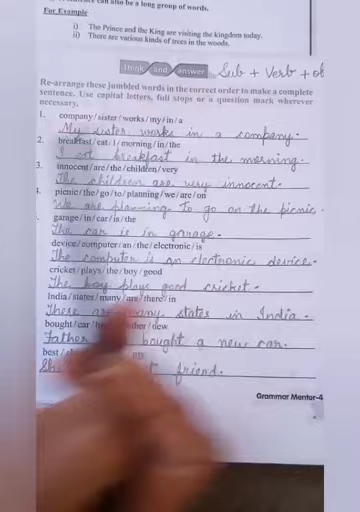 can also be a long group of words.
For Example
i) The Prince and the King are visiting the kingdom today.
ii) There are various kinds of trees in the woods.
Think and answer Sub + Verb + ob
Re-arrange these jumbled words in the correct order to make a complete
sentence. Use capital letters, full stops or a question mark wherever
necessary.
1. company/sister/works/my/in/a
My sister works in a company.
2. breakfast/eat/I/morning/in/the
I eat breakfast in the morning.
3. innocent/are/the/children/very
The children are very innocent.
4. picnic/the/go/to/planning/we/are/on
We are planning to go on the picnic.
garage/in/car/is/the
The car is in garage.
device/computer/an/the/electronic/is
The computer is an electronic device.
cricket/plays/the/boy/good
The boy plays good cricket.
India/states/many/are/there/in
There are many states in India.
bought/car/ new
Father bought a new car.
best/ my
friend.
Grammar Mentor-4